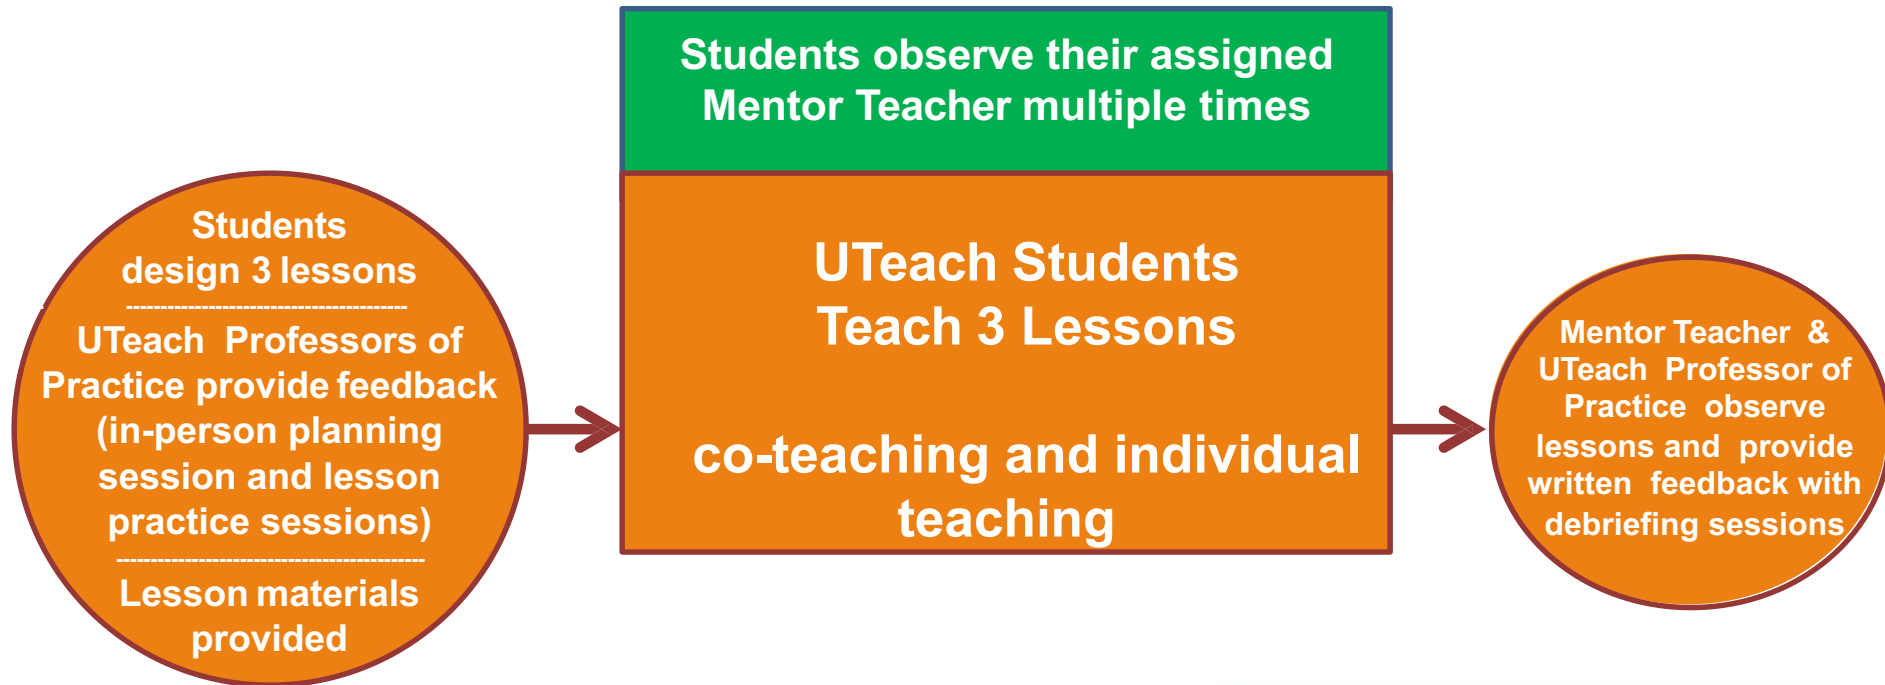 Students observe their assigned
Mentor Teacher multiple times
Students
design 3 lessons
-----------------------------------------
UTeach Professors of
Practice provide feedback
(in-person planning
session and lesson
practice sessions)
---------------------------------------------
Lesson materials
provided
UTeach Students
Teach 3 Lessons
co-teaching and individual
teaching
Mentor Teacher &
UTeach Professor of
Practice observe
lessons and provide
written feedback with
debriefing sessions